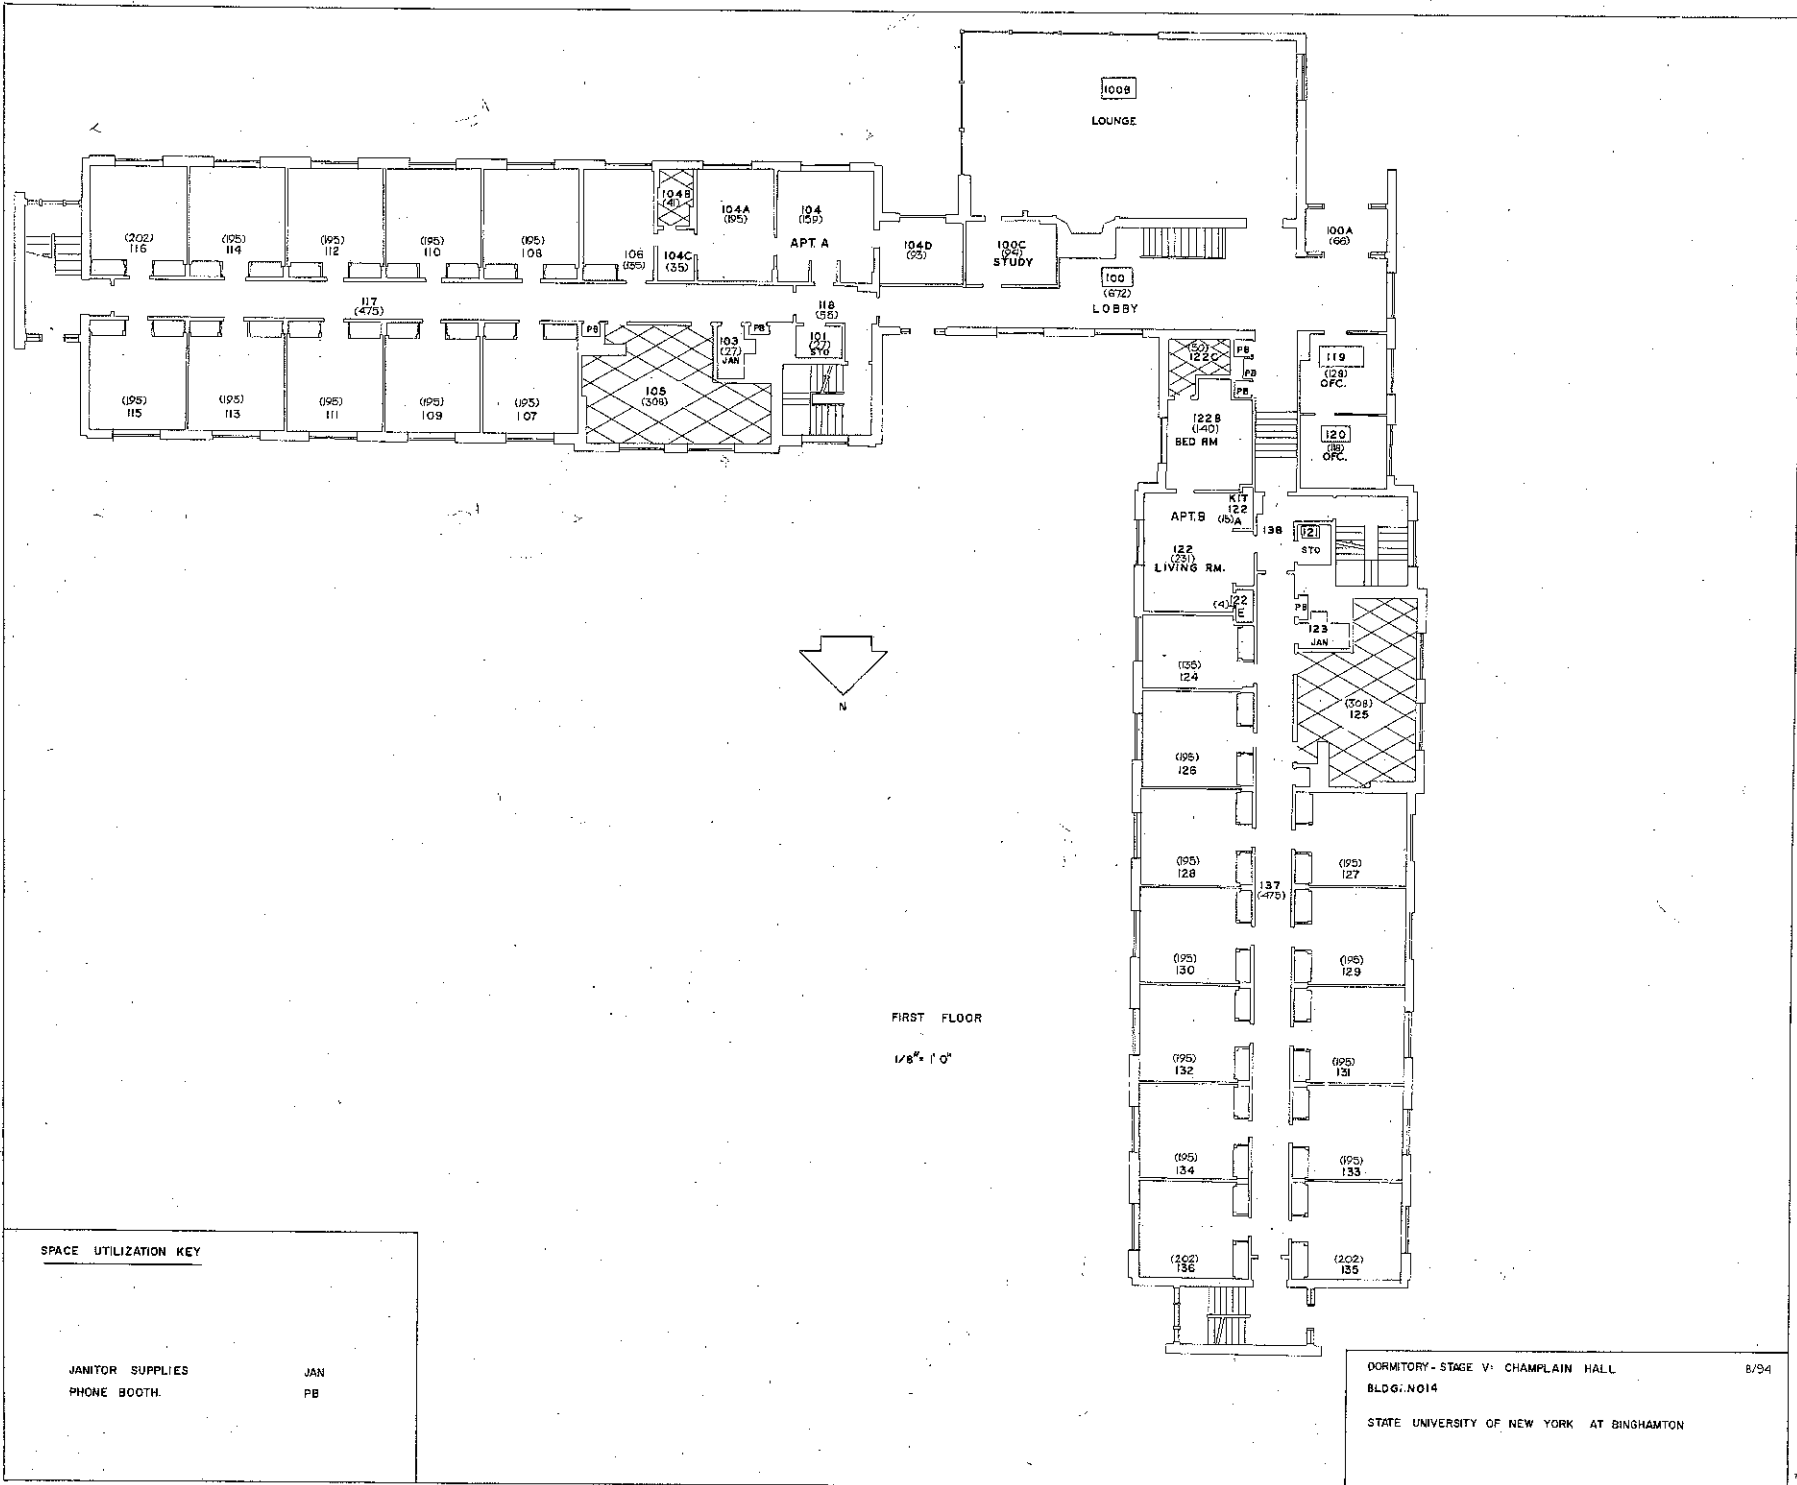 100B
LOUNGE
104B
(41)
104A
(195)
104
(159)
APT. A
(202)
116
(195)
114
(195)
112
(195)
110
(195)
108
106
(135)
104C
(35)
104D
(93)
100C
(94)
STUDY
100A
(66)
100
(672)
LOBBY
117
(475)
118
(55)
PB
PB
103
(27)
JAN
101
(27)
STO
105
(308)
(195)
115
(195)
113
(195)
111
(195)
109
(195)
107
(50)
122C
PB
PB
PB
119
(128)
OFC.
122B
(140)
BED RM
120
(118)
OFC.
KIT
122
(15)A
APT.B
138
121
STO
122
(231)
LIVING RM.
(4)122
E
PB
123
JAN
(135)
124
(308)
125
(195)
126
(195)
128
(195)
127
137
(475)
(195)
130
(195)
129
(195)
132
(195)
131
(195)
134
(195)
133
(202)
136
(202)
135
N
FIRST FLOOR
1/8"= 1' 0"
SPACE UTILIZATION KEY
JANITOR SUPPLIES JAN
PHONE BOOTH. PB
DORMITORY - STAGE V: CHAMPLAIN HALL 8/94
BLDG. NO14
STATE UNIVERSITY OF NEW YORK AT BINGHAMTON